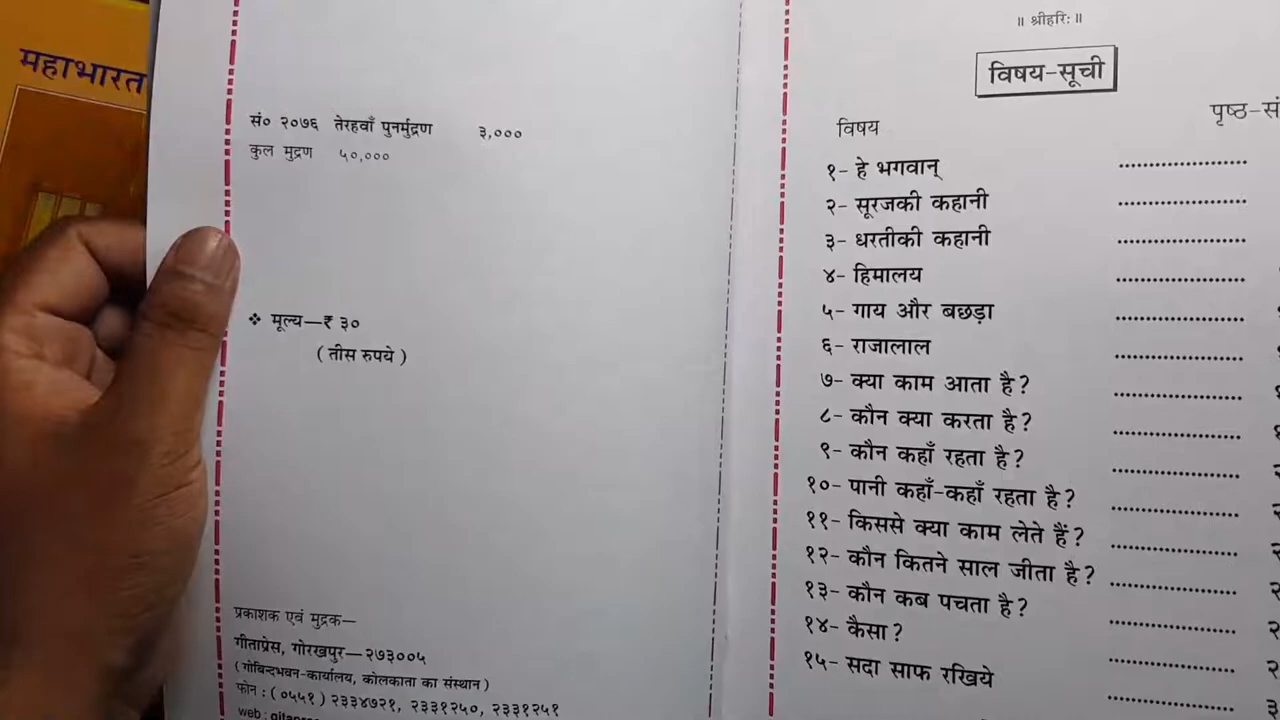 महाभारत
सं० २०७६ तेरहवाँ पुनर्मुद्रण ३,०००
कुल मुद्रण ५०,०००
❖ मूल्य—₹ ३०
( तीस रुपये )
प्रकाशक एवं मुद्रक—
गीताप्रेस, गोरखपुर—२७३००५
( गोबिन्दभवन-कार्यालय, कोलकाता का संस्थान )
फोन : ( ०५५१ ) २३३४७२१, २३३१२५०, २३३१२५१
web :
॥ श्रीहरिः ॥
विषय-सूची
विषय पृष्ठ-सं
१- हे भगवान् ..................
२- सूरजकी कहानी ..................
३- धरतीकी कहानी ..................
४- हिमालय ..................
५- गाय और बछड़ा ..................
६- राजालाल ..................
७- क्या काम आता है? ..................
८- कौन क्या करता है? ..................
९- कौन कहाँ रहता है? ..................
१०- पानी कहाँ-कहाँ रहता है? ..................
११- किससे क्या काम लेते हैं? ..................
१२- कौन कितने साल जीता है? ..................
१३- कौन कब पचता है? ..................
१४- कैसा? ..................
१५- सदा साफ रखिये ..................